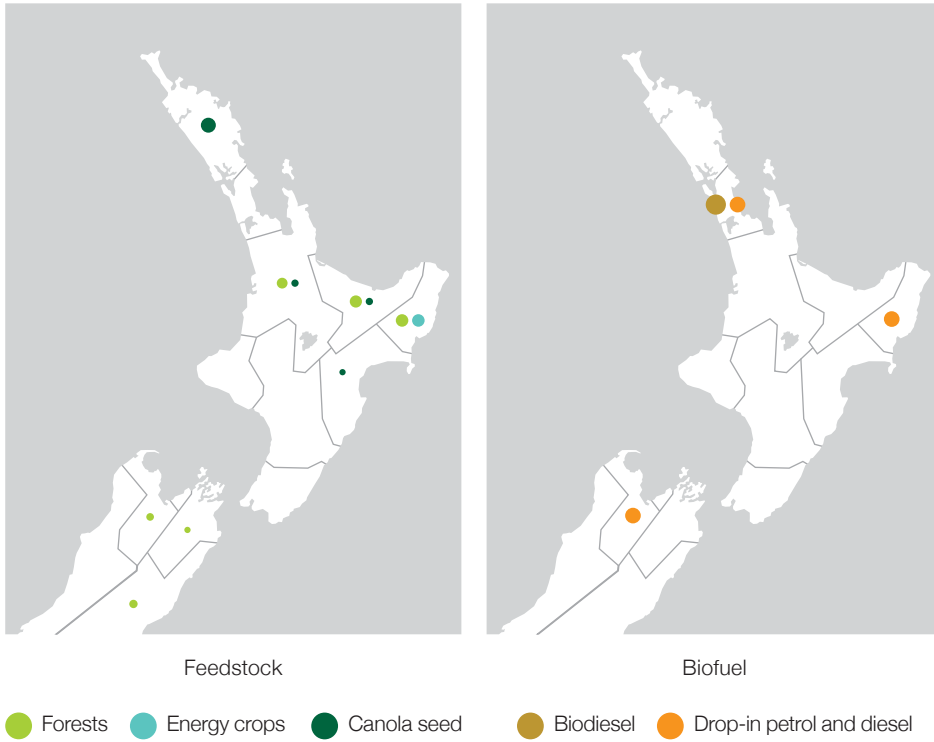 Feedstock
Biofuel
Forests
Energy crops
Canola seed
Biodiesel
Drop-in petrol and diesel